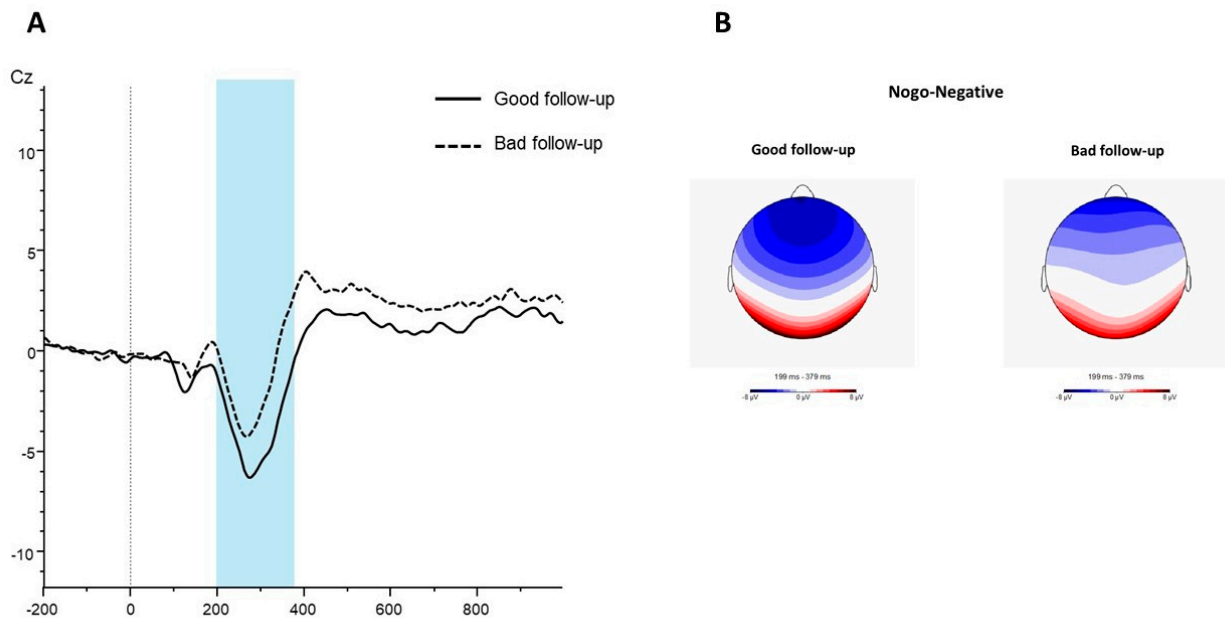 A
B
Cz
Good follow-up
Bad follow-up
10
5
0
-5
-10
-200
0
200
400
600
800
Nogo-Negative
Good follow-up
Bad follow-up
199 ms - 379 ms
-8 µV
0 µV
8 µV
199 ms - 379 ms
-8 µV
0 µV
8 µV